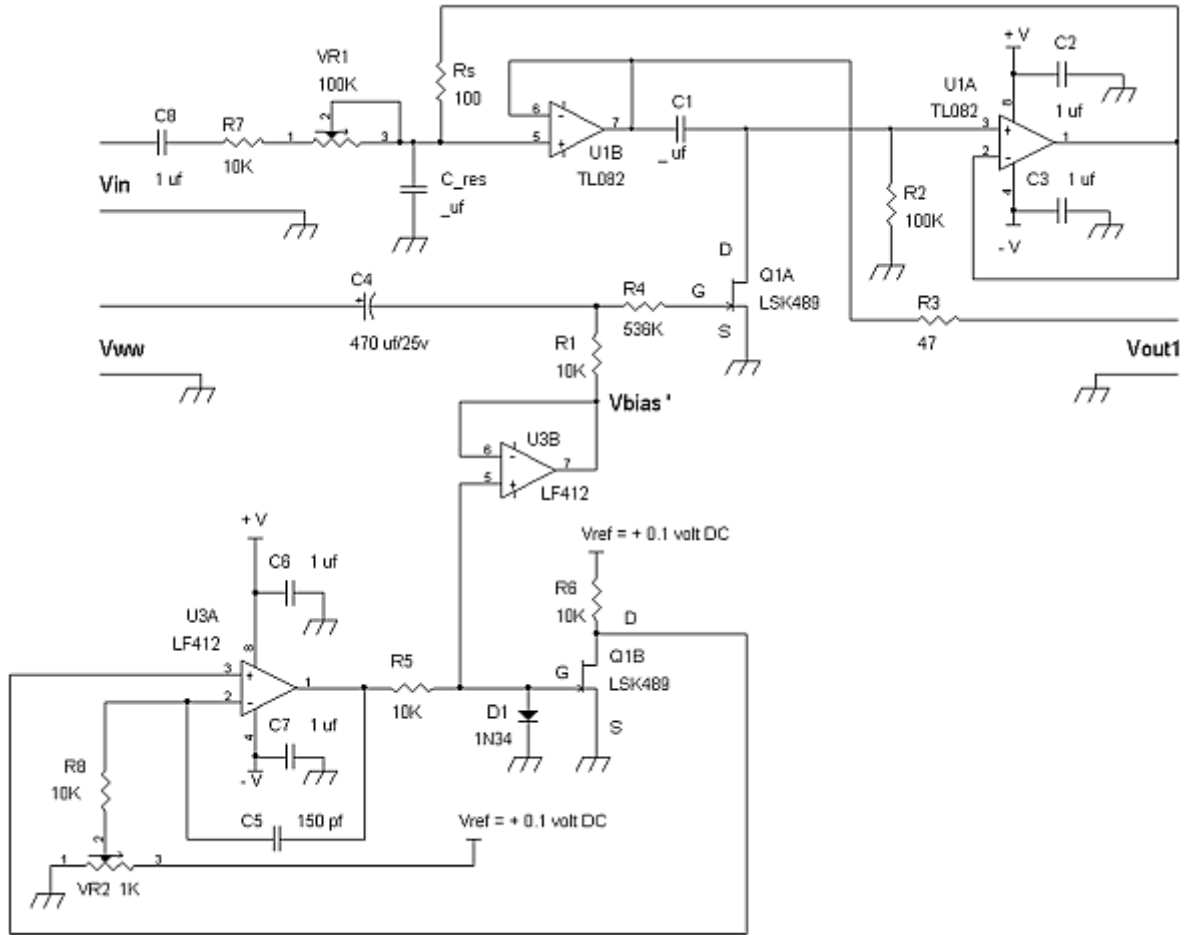 VR1
100K
2
1
3
C8
1 uf
R7
10K
Vin
Rs
100
C_res
_uf
6
5
7
-
+
U1B
TL082
C1
_ uf
+ V
C2
1 uf
U1A
TL082
8
3
2
1
+
-
4
C3
1 uf
- V
R2
100K
D
G
S
Q1A
LSK489
C4
+
470 uf/25v
R4
536K
R1
10K
R3
47
Vww
Vout1
Vbias '
U3B
6
5
7
-
+
LF412
+ V
C6
1 uf
U3A
LF412
8
3
2
1
+
-
4
C7
1 uf
- V
R5
10K
Vref = + 0.1 volt DC
R6
10K
D
G
S
Q1B
LSK489
D1
1N34
R8
10K
C5
150 pf
Vref = + 0.1 volt DC
2
1
3
VR2 1K